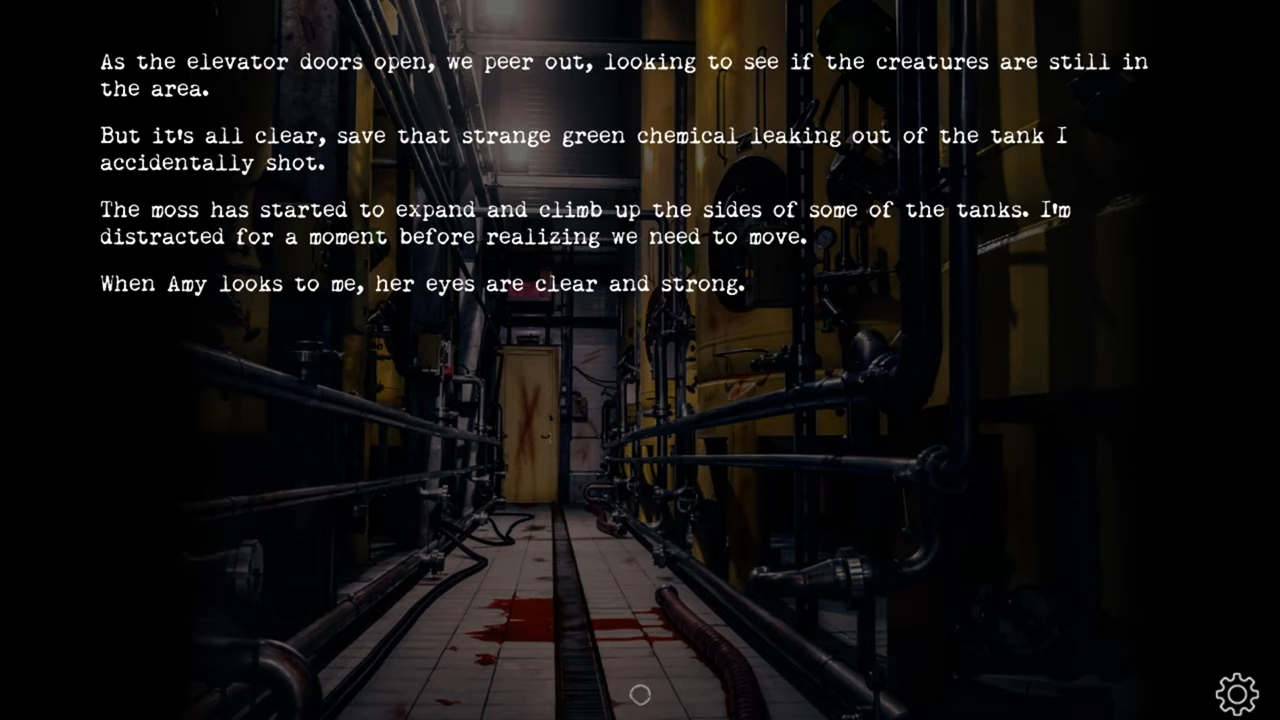 As the elevator doors open, we peer out, looking to see if the creatures are still in
the area.
But it's all clear, save that strange green chemical leaking out of the tank I
accidentally shot.
The moss has started to expand and climb up the sides of some of the tanks. I'm
distracted for a moment before realizing we need to move.
When Amy looks to me, her eyes are clear and strong.